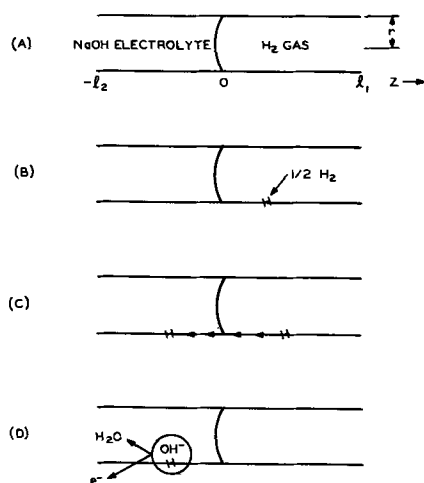 (A)
NaOH ELECTROLYTE H₂ GAS r
-ℓ₂ 0 ℓ₁ Z
(B)
1/2 H₂
H
(C)
H H
(D)
H₂O
OH⁻
H
e⁻